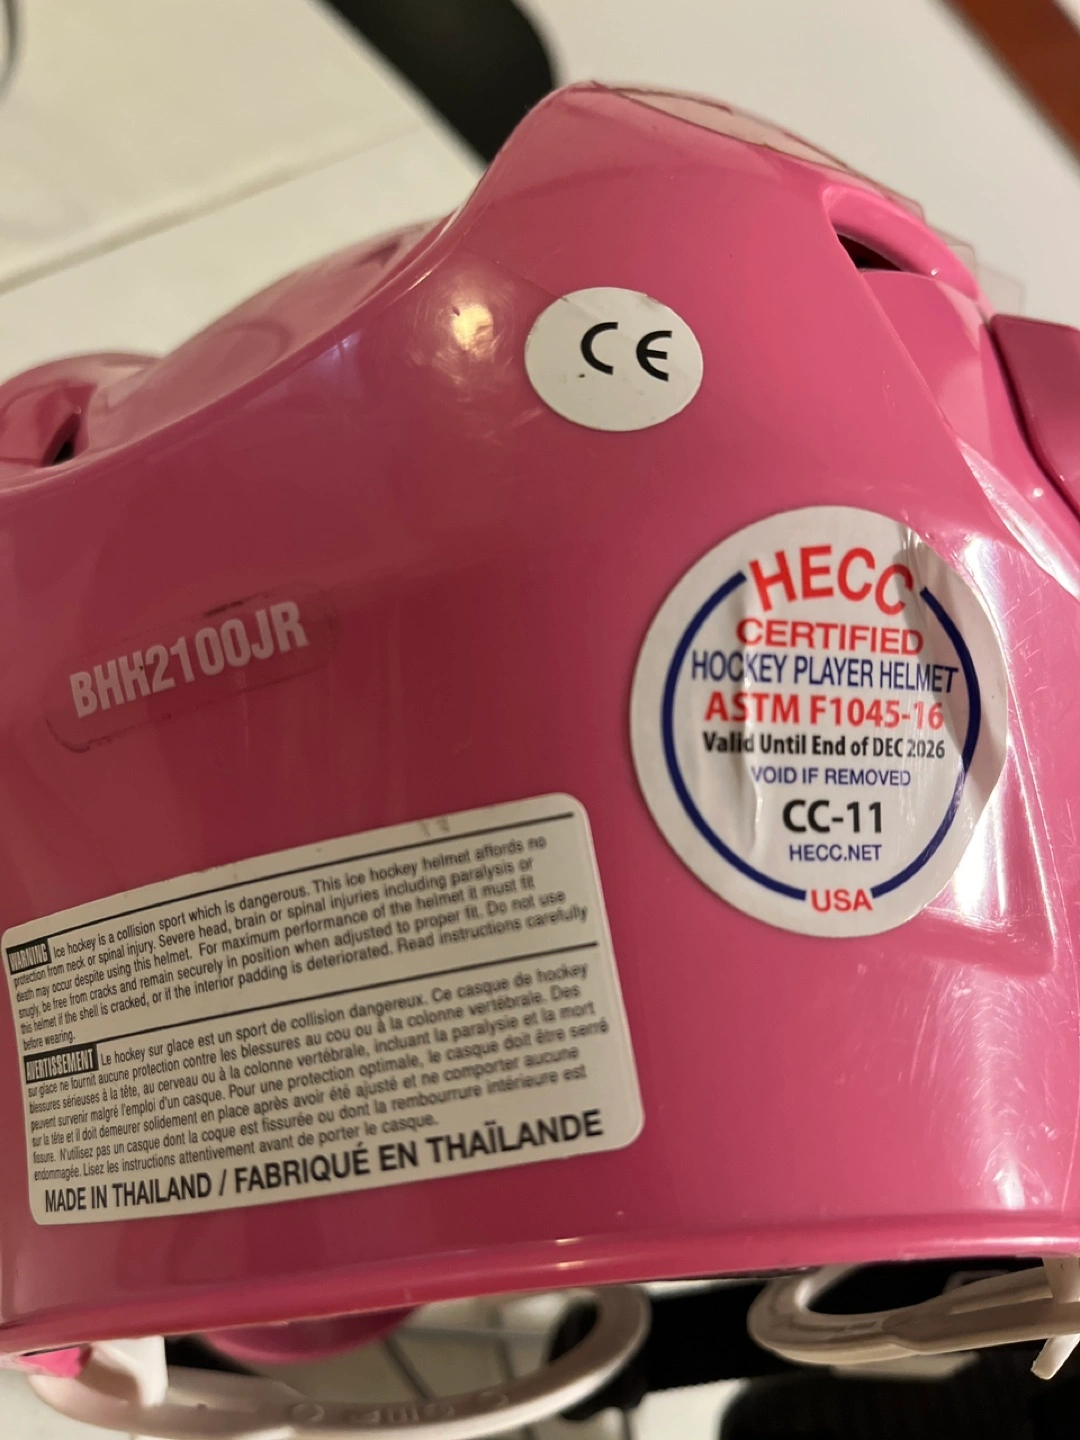 CE
BHH2100JR
HECC
CERTIFIED
HOCKEY PLAYER HELMET
ASTM F1045-16
Valid Until End of DEC 2026
VOID IF REMOVED
CC-11
HECC.NET
USA
WARNING Ice hockey is a collision sport which is dangerous. This ice hockey helmet affords no
protection from neck or spinal injury. Severe head, brain or spinal injuries including paralysis or
death may occur despite using this helmet. For maximum performance of the helmet it must fit
snugly, be free from cracks and remain securely in position when adjusted to proper fit. Do not use
this helmet if the shell is cracked, or if the interior padding is deteriorated. Read instructions carefully
before wearing.
AVERTISSEMENT Le hockey sur glace est un sport de collision dangereux. Ce casque de hockey
sur glace ne fournit aucune protection contre les blessures au cou ou à la colonne vertébrale. Des
blessures sérieuses à la tête, au cerveau ou à la colonne vertébrale, incluant la paralysie et la mort
peuvent survenir malgré l'emploi d'un casque. Pour une protection optimale, le casque doit être serré
sur la tête et il doit demeurer solidement en place après avoir été ajusté et ne comporter aucune
fissure. N'utilisez pas un casque dont la coque est fissurée ou dont la rembourrure intérieure est
endommagée. Lisez les instructions attentivement avant de porter le casque.
MADE IN THAILAND / FABRIQUÉ EN THAÏLANDE